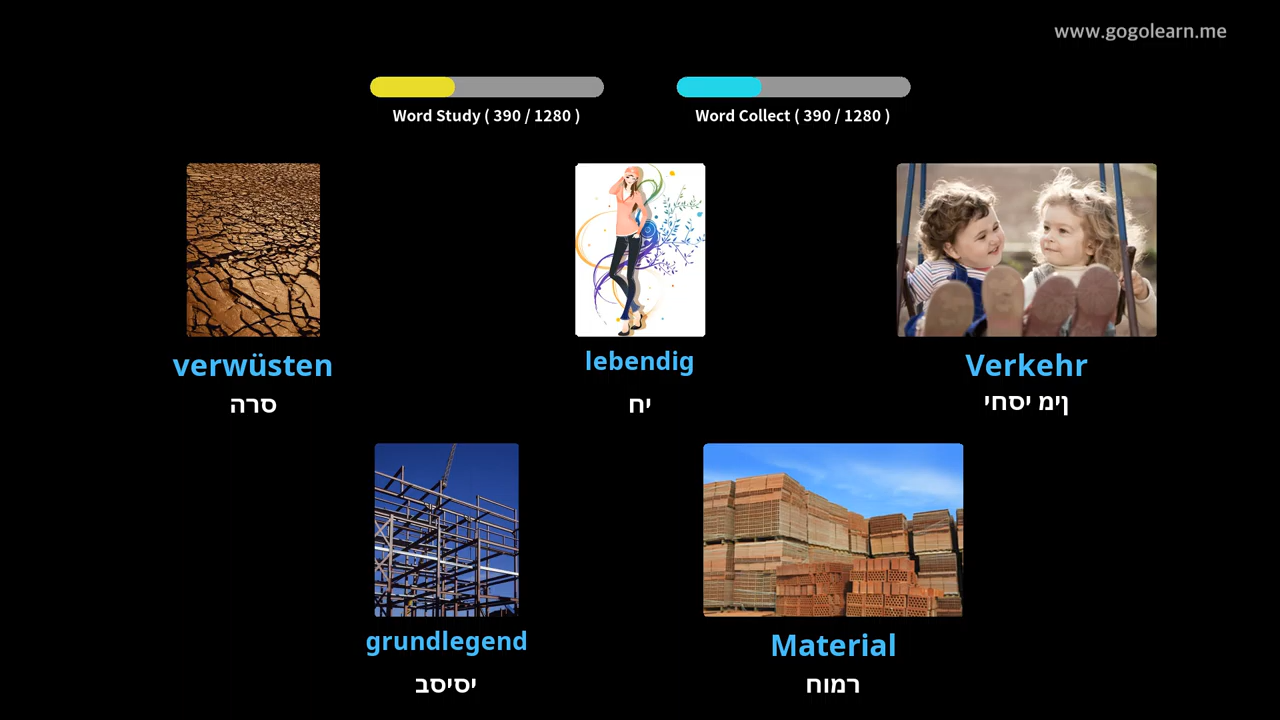 www.gogolearn.me
Word Study ( 390 / 1280 )
Word Collect ( 390 / 1280 )
verwüsten
סרה
lebendig
יח
Verkehr
ןימ יסחי
grundlegend
יסיסב
Material
רמוח